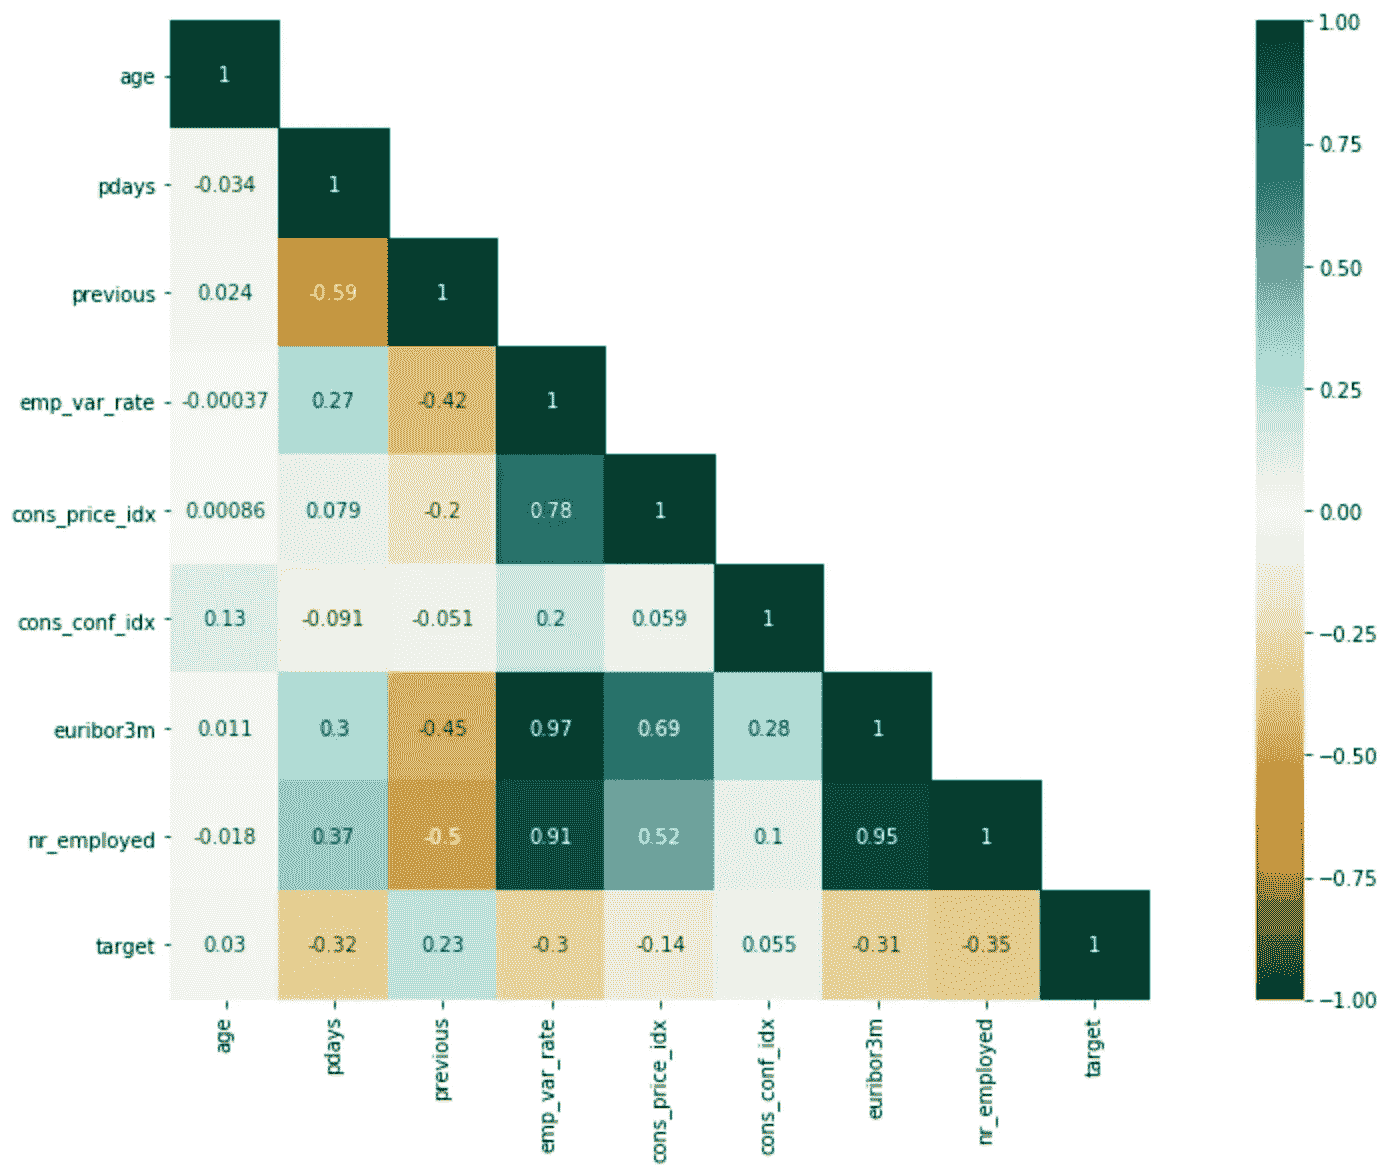 age 1
pdays -0.034 1
previous 0.024 -0.59 1
emp_var_rate -0.00037 0.27 -0.42 1
cons_price_idx 0.00086 0.079 -0.2 0.78 1
cons_conf_idx 0.13 -0.091 -0.051 0.2 0.059 1
euribor3m 0.011 0.3 -0.45 0.97 0.69 0.28 1
nr_employed -0.018 0.37 -0.5 0.91 0.52 0.1 0.95 1
target 0.03 -0.32 0.23 -0.3 -0.14 0.055 -0.31 -0.35 1
age
pdays
previous
emp_var_rate
cons_price_idx
cons_conf_idx
euribor3m
nr_employed
target
1.00
0.75
0.50
0.25
0.00
−0.25
−0.50
−0.75
−1.00